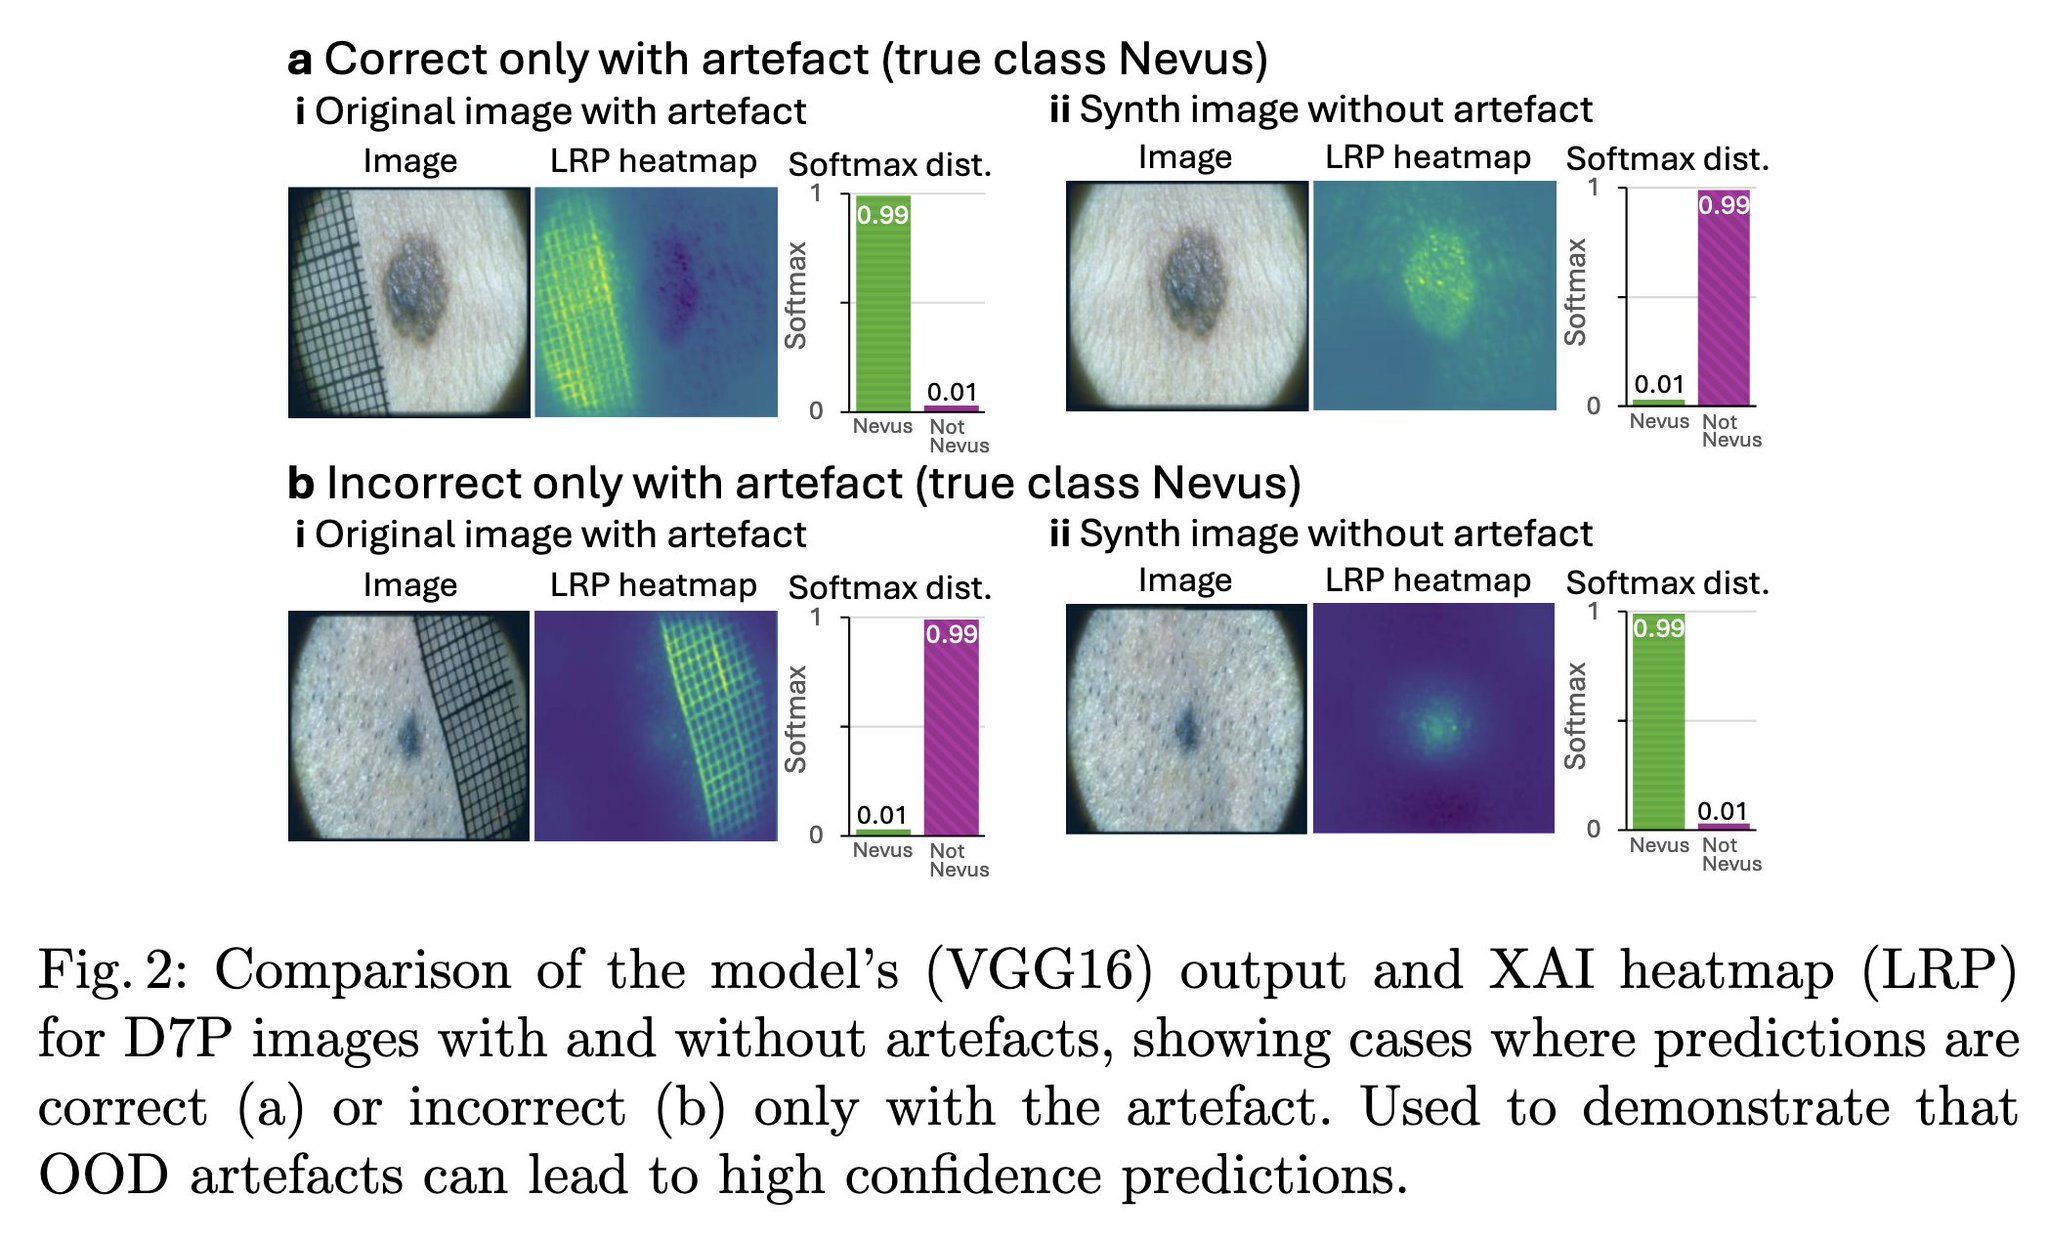 a Correct only with artefact (true class Nevus)
i Original image with artefact
ii Synth image without artefact
Image
LRP heatmap
Softmax dist.
Image
LRP heatmap
Softmax dist.
1
0.99
Softmax
0.01
0
Nevus
Not
Nevus
1
0.99
Softmax
0.01
0
Nevus
Not
Nevus
b Incorrect only with artefact (true class Nevus)
i Original image with artefact
ii Synth image without artefact
Image
LRP heatmap
Softmax dist.
Image
LRP heatmap
Softmax dist.
1
0.99
Softmax
0.01
0
Nevus
Not
Nevus
1
0.99
Softmax
0.01
0
Nevus
Not
Nevus
Fig. 2: Comparison of the model's (VGG16) output and XAI heatmap (LRP)
for D7P images with and without artefacts, showing cases where predictions are
correct (a) or incorrect (b) only with the artefact. Used to demonstrate that
OOD artefacts can lead to high confidence predictions.